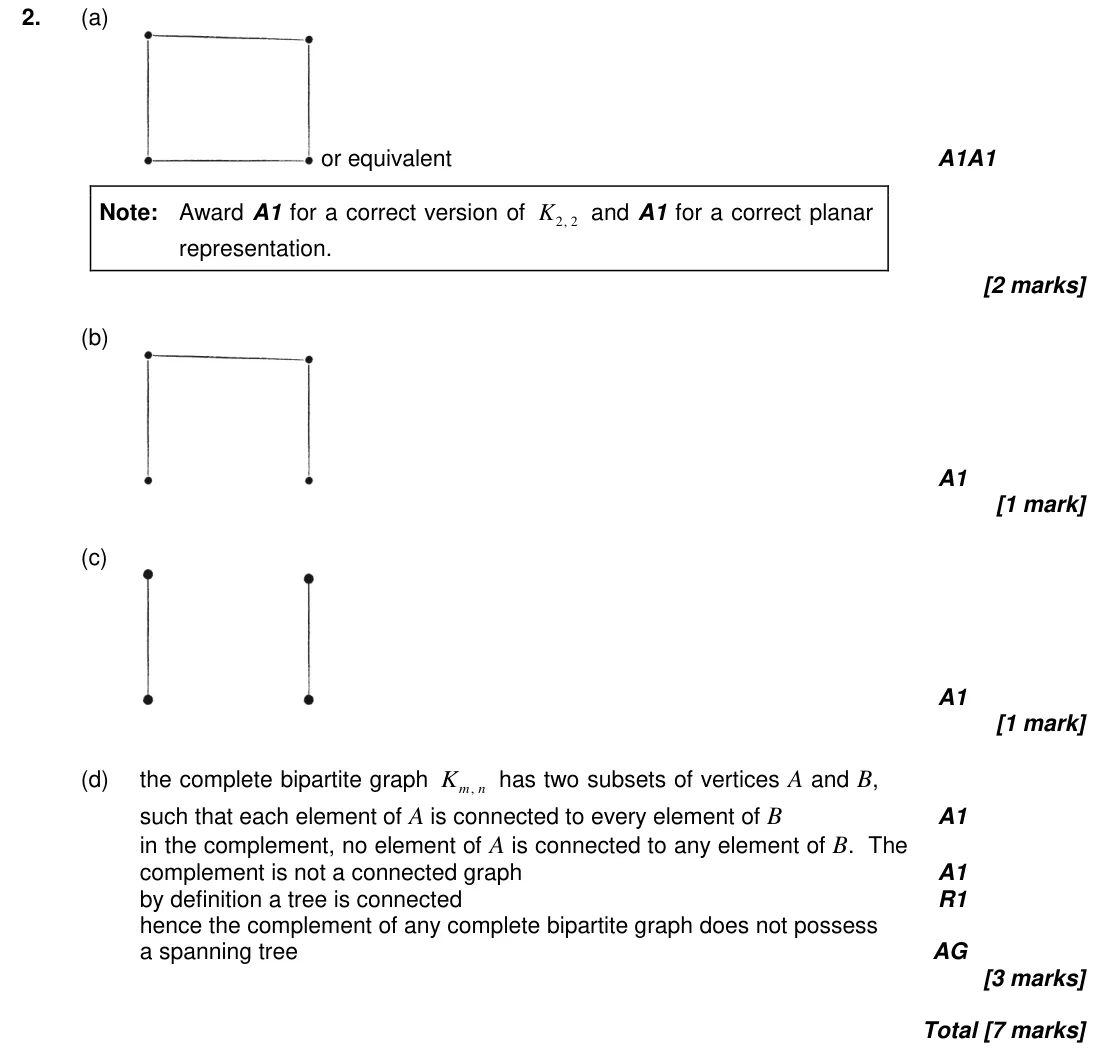 2. (a)
or equivalent A1A1
Note: Award A1 for a correct version of K2, 2 and A1 for a correct planar
representation.
[2 marks]
(b)
A1
[1 mark]
(c)
A1
[1 mark]
(d) the complete bipartite graph Km, n has two subsets of vertices A and B,
such that each element of A is connected to every element of B A1
in the complement, no element of A is connected to any element of B. The
complement is not a connected graph A1
by definition a tree is connected R1
hence the complement of any complete bipartite graph does not possess
a spanning tree AG
[3 marks]
Total [7 marks]